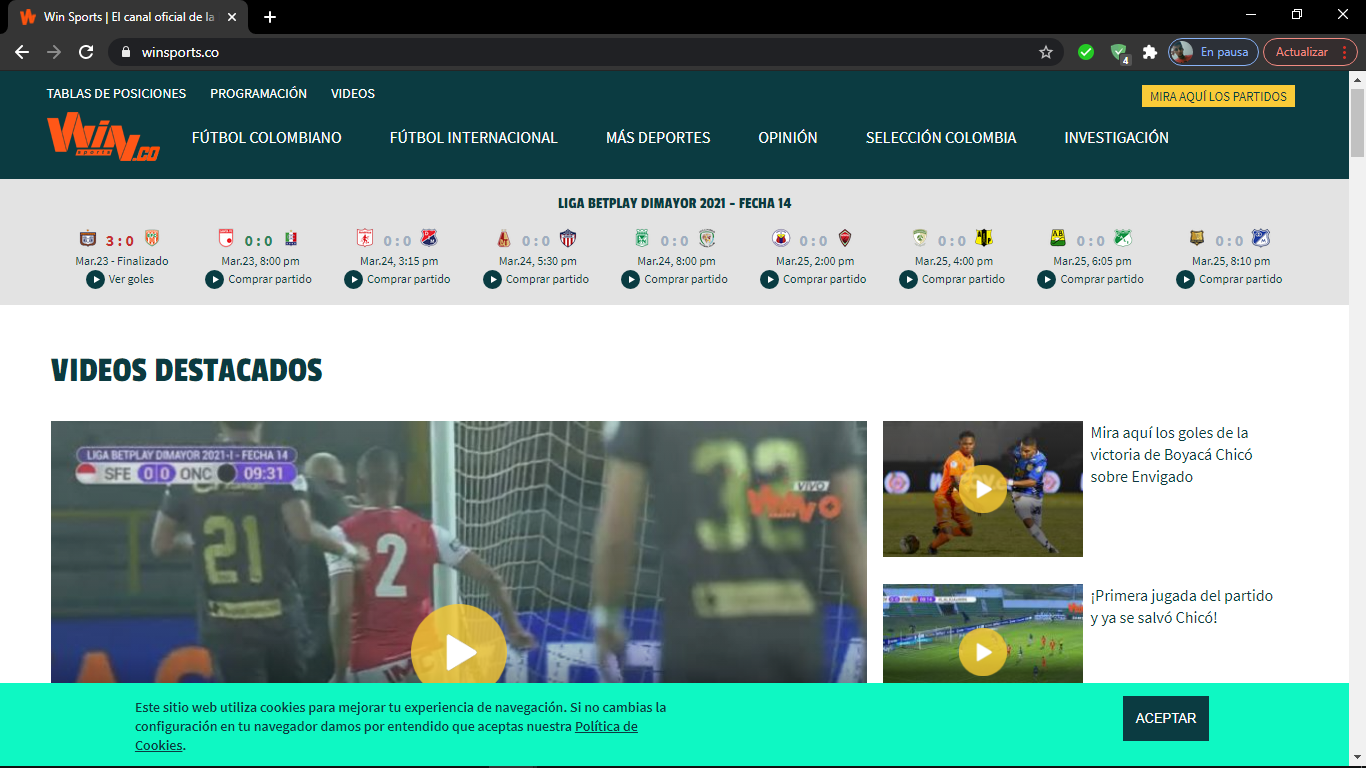 Win Sports | El canal oficial de la
winsports.co
4
En pausa
Actualizar
TABLAS DE POSICIONES
PROGRAMACIÓN
VIDEOS
MIRA AQUÍ LOS PARTIDOS
Win sports .co
FÚTBOL COLOMBIANO
FÚTBOL INTERNACIONAL
MÁS DEPORTES
OPINIÓN
SELECCIÓN COLOMBIA
INVESTIGACIÓN
LIGA BETPLAY DIMAYOR 2021 - FECHA 14
3 : 0
Mar.23 - Finalizado
Ver goles
0 : 0
Mar.23, 8:00 pm
Comprar partido
0 : 0
Mar.24, 3:15 pm
Comprar partido
0 : 0
Mar.24, 5:30 pm
Comprar partido
0 : 0
Mar.24, 8:00 pm
Comprar partido
0 : 0
Mar.25, 2:00 pm
Comprar partido
0 : 0
Mar.25, 4:00 pm
Comprar partido
0 : 0
Mar.25, 6:05 pm
Comprar partido
0 : 0
Mar.25, 8:10 pm
Comprar partido
VIDEOS DESTACADOS
LIGA BETPLAY DIMAYOR 2021-I - FECHA 14
SFE 0 0 ONC 09:31
VIVO
Win +
21
2
32
Mira aquí los goles de la
victoria de Boyacá Chicó
sobre Envigado
¡Primera jugada del partido
y ya se salvó Chicó!
Este sitio web utiliza cookies para mejorar tu experiencia de navegación. Si no cambias la
configuración en tu navegador damos por entendido que aceptas nuestra Política de
Cookies.
ACEPTAR